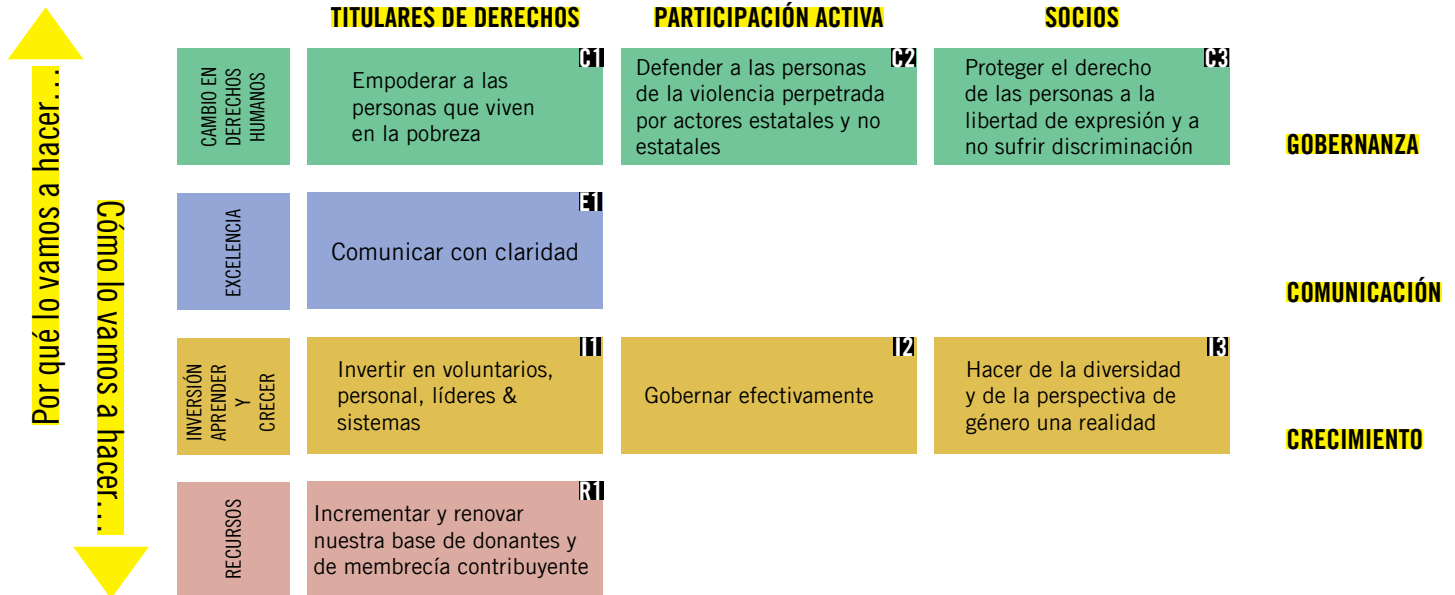 TITULARES DE DERECHOS
PARTICIPACIÓN ACTIVA
SOCIOS
Por qué lo vamos a hacer...
Cómo lo vamos a hacer...
CAMBIO EN
DERECHOS
HUMANOS
C1
Empoderar a las
personas que viven
en la pobreza
C2
Defender a las personas
de la violencia perpetrada
por actores estatales y no
estatales
C3
Proteger el derecho
de las personas a la
libertad de expresión y a
no sufrir discriminación
GOBERNANZA
EXCELENCIA
E1
Comunicar con claridad
COMUNICACIÓN
INVERSIÓN
APRENDER
Y
CRECER
I1
Invertir en voluntarios,
personal, líderes &
sistemas
I2
Gobernar efectivamente
I3
Hacer de la diversidad
y de la perspectiva de
género una realidad
CRECIMIENTO
RECURSOS
R1
Incrementar y renovar
nuestra base de donantes y
de membrecía contribuyente